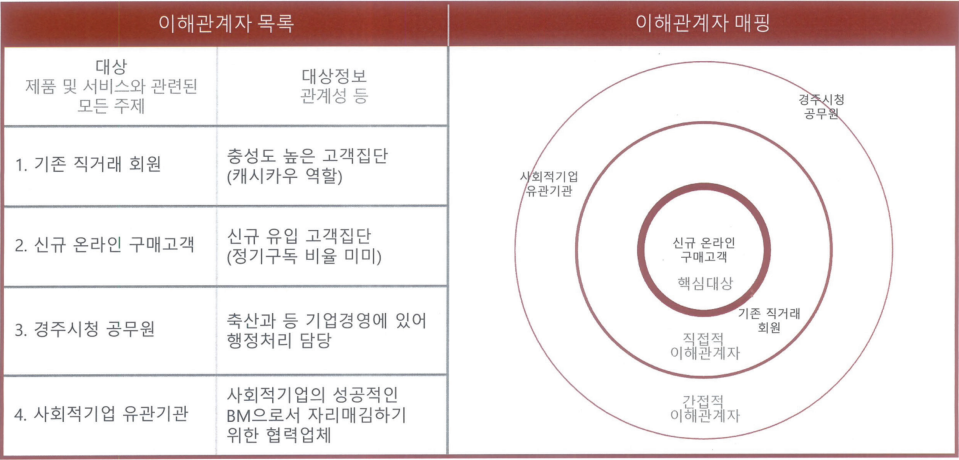 이해관계자 목록
이해관계자 매핑
대상
제품 및 서비스와 관련된
모든 주제
대상정보
관계성 등
1. 기존 직거래 회원
충성도 높은 고객집단
(캐시카우 역할)
2. 신규 온라인 구매고객
신규 유입 고객집단
(정기구독 비율 미미)
3. 경주시청 공무원
축산과 등 기업경영에 있어
행정처리 담당
4. 사회적기업 유관기관
사회적기업의 성공적인
BM으로서 자리매김하기
위한 협력업체
경주시청
공무원
사회적기업
유관기관
신규 온라인
구매고객
핵심대상
기존 직거래
회원
직접적
이해관계자
간접적
이해관계자